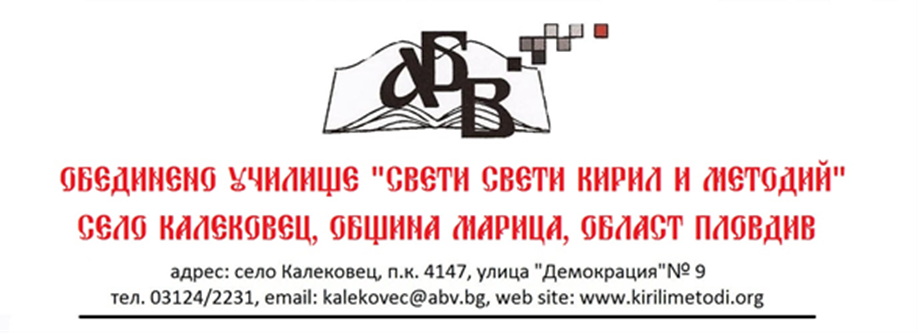 АБВ
ОБЕДИНЕНО УЧИЛИЩЕ "СВЕТИ СВЕТИ КИРИЛ И МЕТОДИЙ"
СЕЛО КАЛЕКОВЕЦ, ОБЩИНА МАРИЦА, ОБЛАСТ ПЛОВДИВ
адрес: село Калековец, п.к. 4147, улица "Демокрация"№ 9
тел. 03124/2231, email: kalekovec@abv.bg, web site: www.kirilimetodi.org